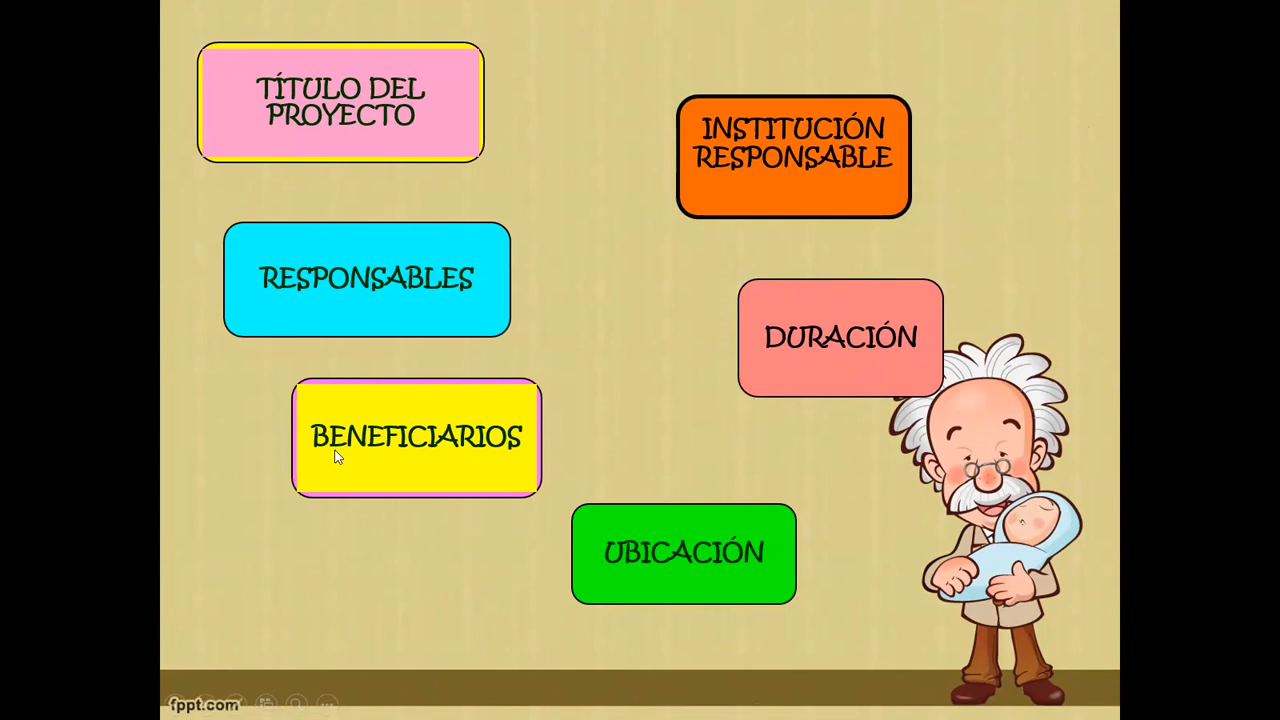 TÍTULO DEL
PROYECTO
INSTITUCIÓN
RESPONSABLE
RESPONSABLES
DURACIÓN
BENEFICIARIOS
UBICACIÓN
fppt.com